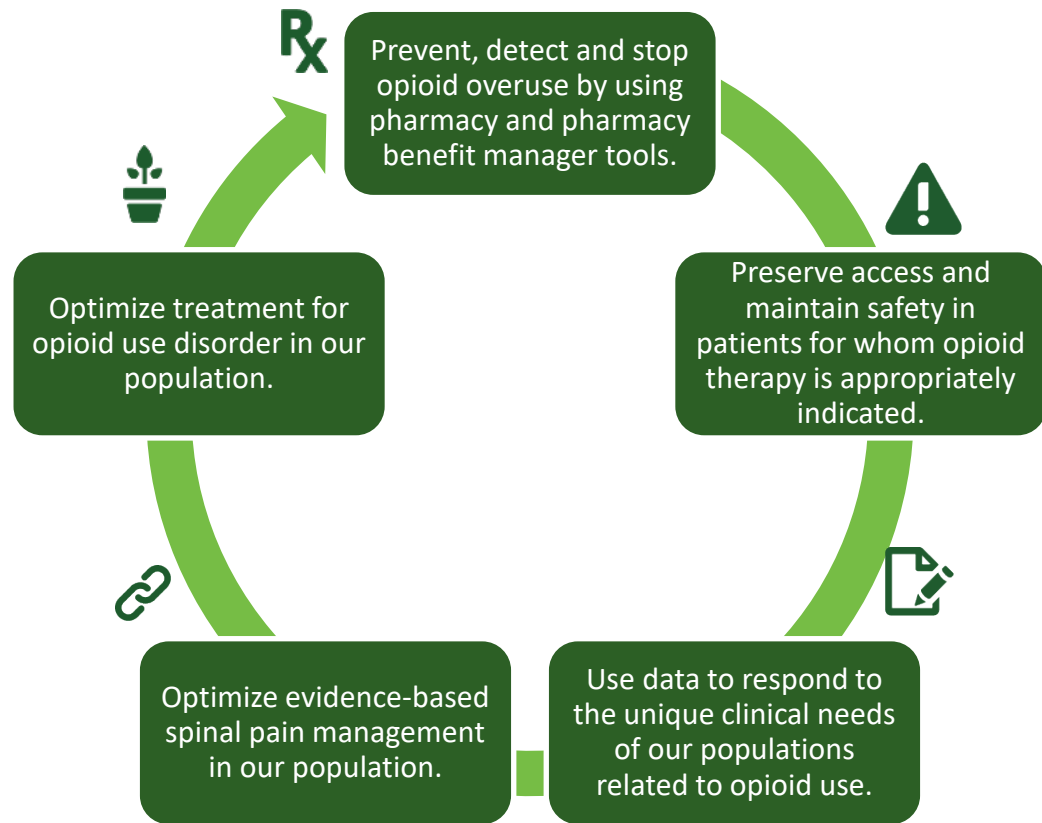 Rx
Prevent, detect and stop
opioid overuse by using
pharmacy and pharmacy
benefit manager tools.
Preserve access and
maintain safety in
patients for whom opioid
therapy is appropriately
indicated.
Use data to respond to
the unique clinical needs
of our populations
related to opioid use.
Optimize evidence-based
spinal pain management
in our population.
Optimize treatment for
opioid use disorder in our
population.